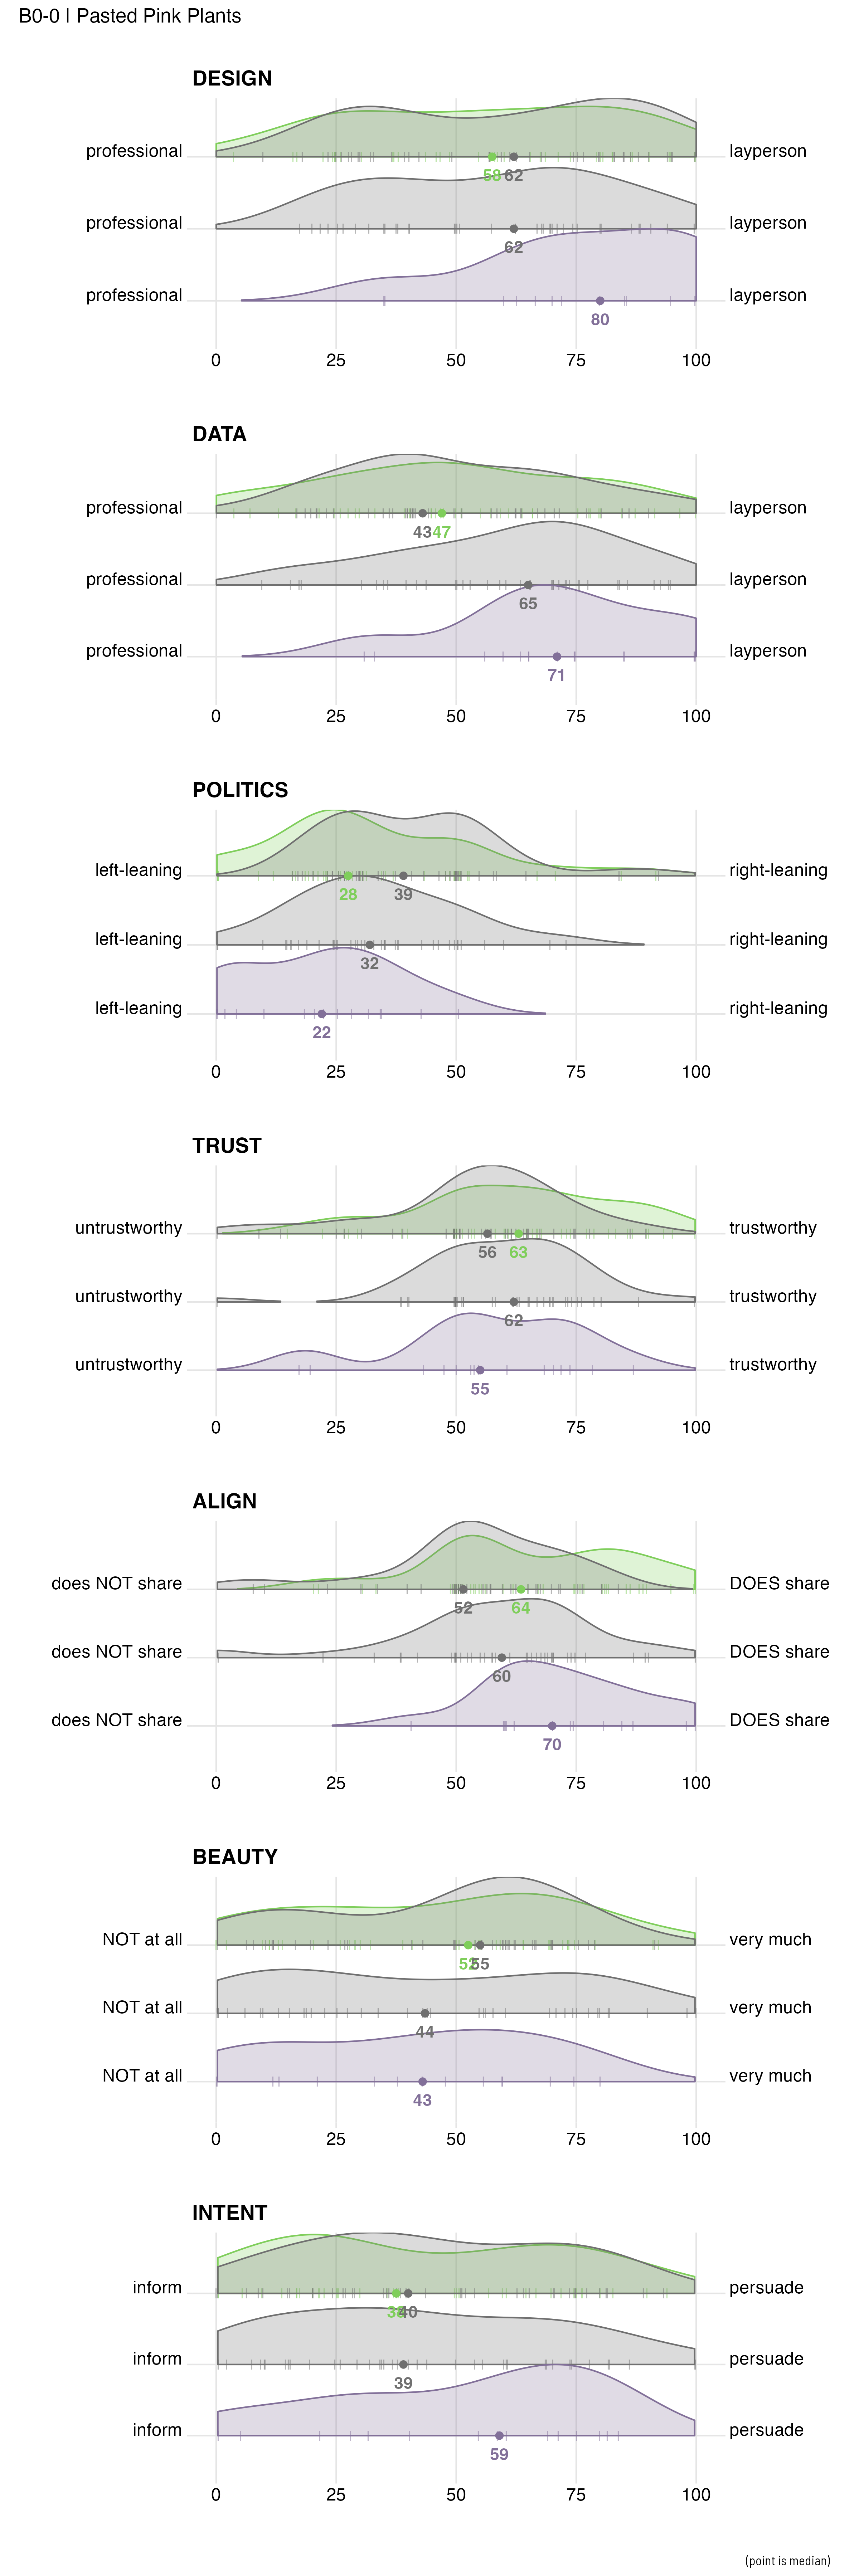 B0-0 | Pasted Pink Plants
DESIGN
professional layperson
58 62
professional layperson
62
professional layperson
80
0 25 50 75 100
DATA
professional layperson
43 47
professional layperson
65
professional layperson
71
0 25 50 75 100
POLITICS
left-leaning right-leaning
28 39
left-leaning right-leaning
32
left-leaning right-leaning
22
0 25 50 75 100
TRUST
untrustworthy trustworthy
56 63
untrustworthy trustworthy
62
untrustworthy trustworthy
55
0 25 50 75 100
ALIGN
does NOT share DOES share
52 64
does NOT share DOES share
60
does NOT share DOES share
70
0 25 50 75 100
BEAUTY
NOT at all very much
52 55
NOT at all very much
44
NOT at all very much
43
0 25 50 75 100
INTENT
inform persuade
38 40
inform persuade
39
inform persuade
59
0 25 50 75 100
(point is median)